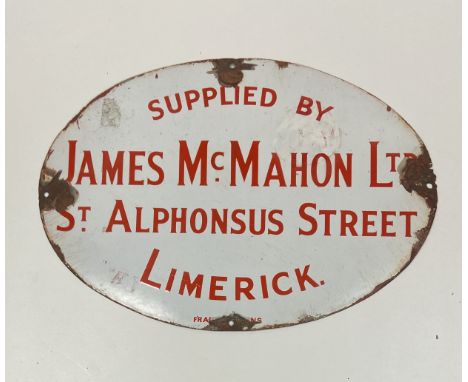 SUPPLIED BY
JAMES McMAHON LTD
ST ALPHONSUS STREET
LIMERICK.